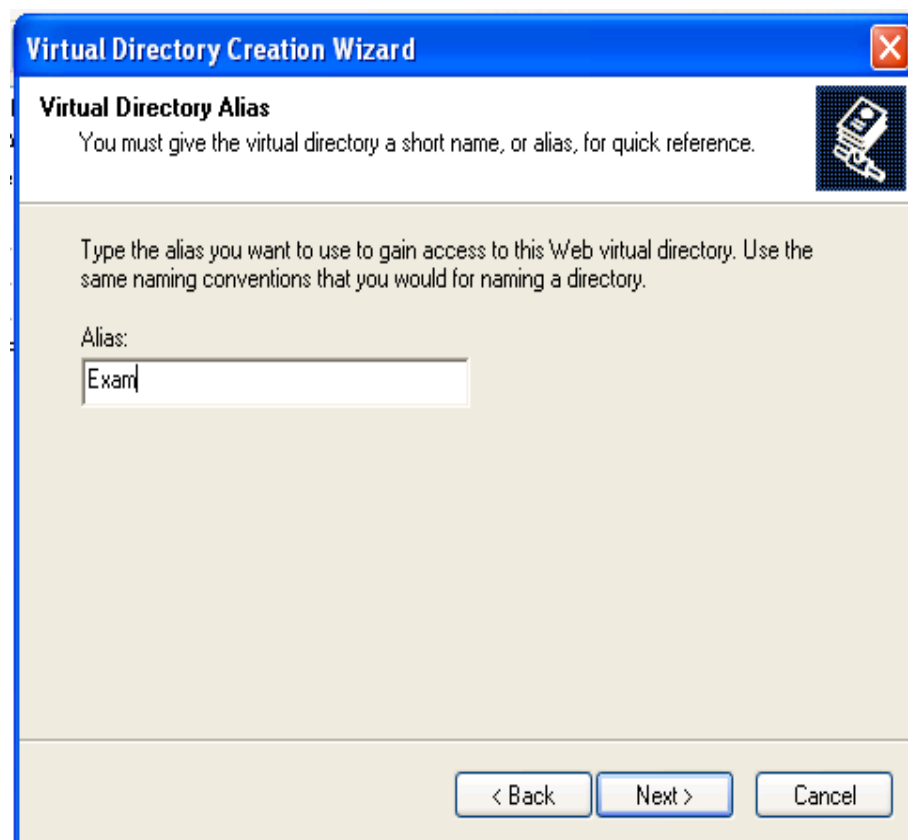 Virtual Directory Creation Wizard
Virtual Directory Alias
You must give the virtual directory a short name, or alias, for quick reference.
Type the alias you want to use to gain access to this Web virtual directory. Use the
same naming conventions that you would for naming a directory.
Alias:
Exam
< Back Next > Cancel